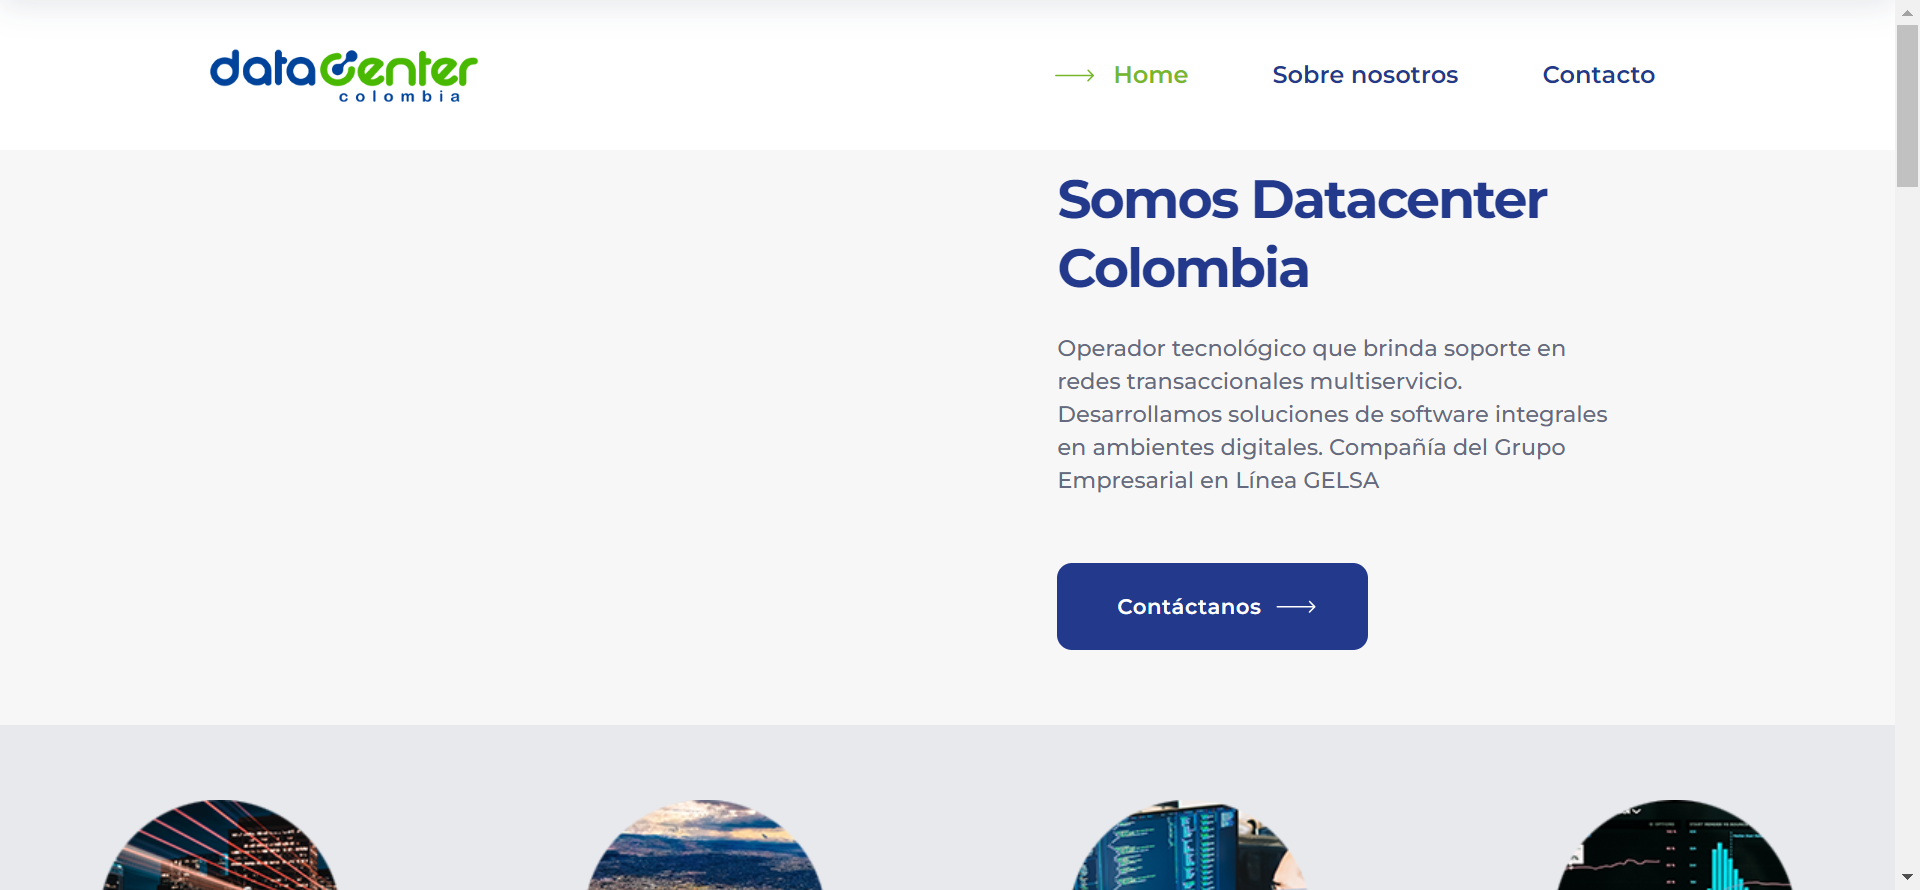 datacenter
colombia
Home
Sobre nosotros
Contacto
Somos Datacenter
Colombia
Operador tecnológico que brinda soporte en
redes transaccionales multiservicio.
Desarrollamos soluciones de software integrales
en ambientes digitales. Compañía del Grupo
Empresarial en Línea GELSA
Contáctanos